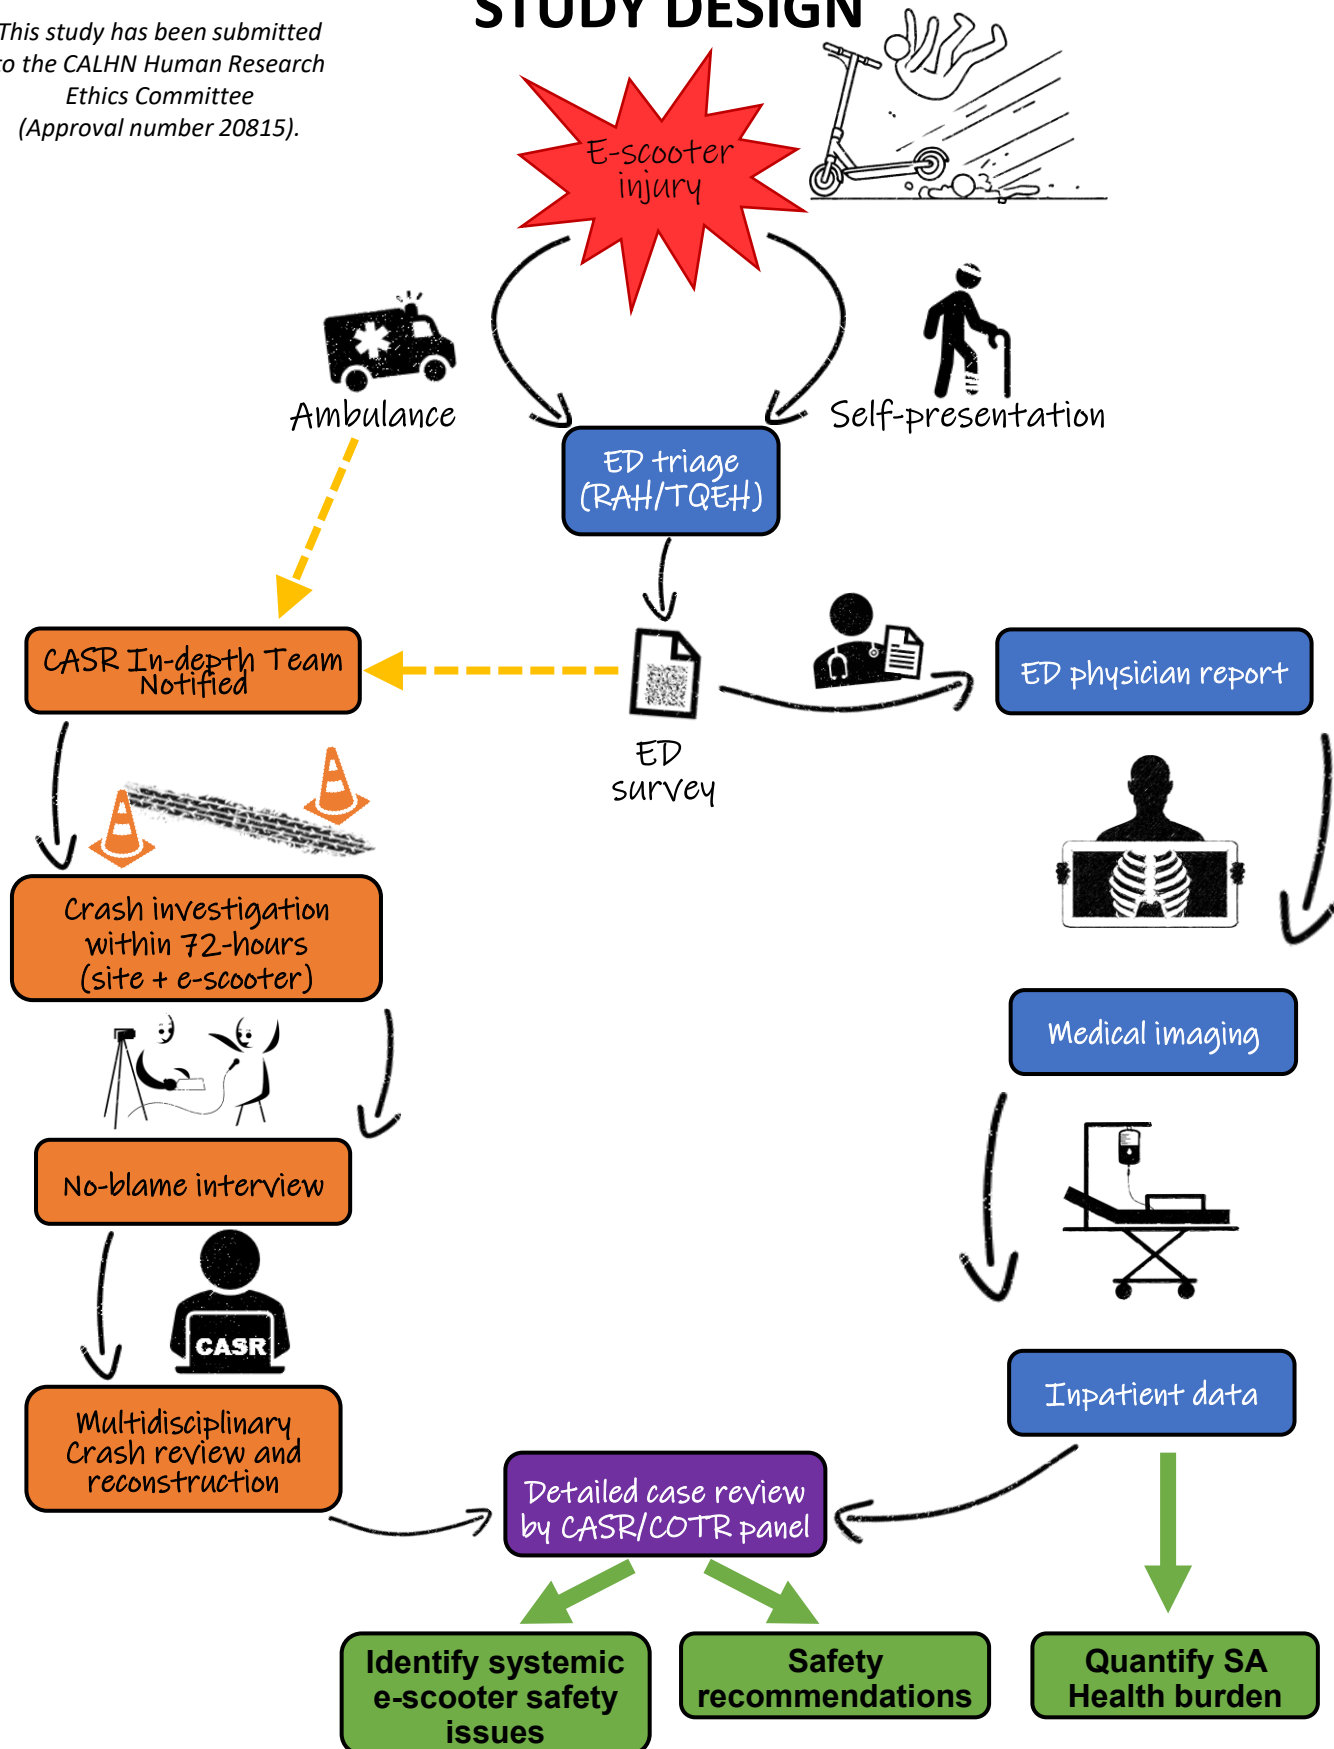 STUDY DESIGN
This study has been submitted
to the CALHN Human Research
Ethics Committee
(Approval number 20815).
E-scooter
injury
Ambulance
Self-presentation
ED triage
(RAH/TQEH)
CASR In-depth Team
Notified
ED
survey
ED physician report
Crash investigation
within 72-hours
(site + e-scooter)
Medical imaging
No-blame interview
CASR
Multidisciplinary
Crash review and
reconstruction
Inpatient data
Detailed case review
by CASR/COTR panel
Identify systemic
e-scooter safety
issues
Safety
recommendations
Quantify SA
Health burden